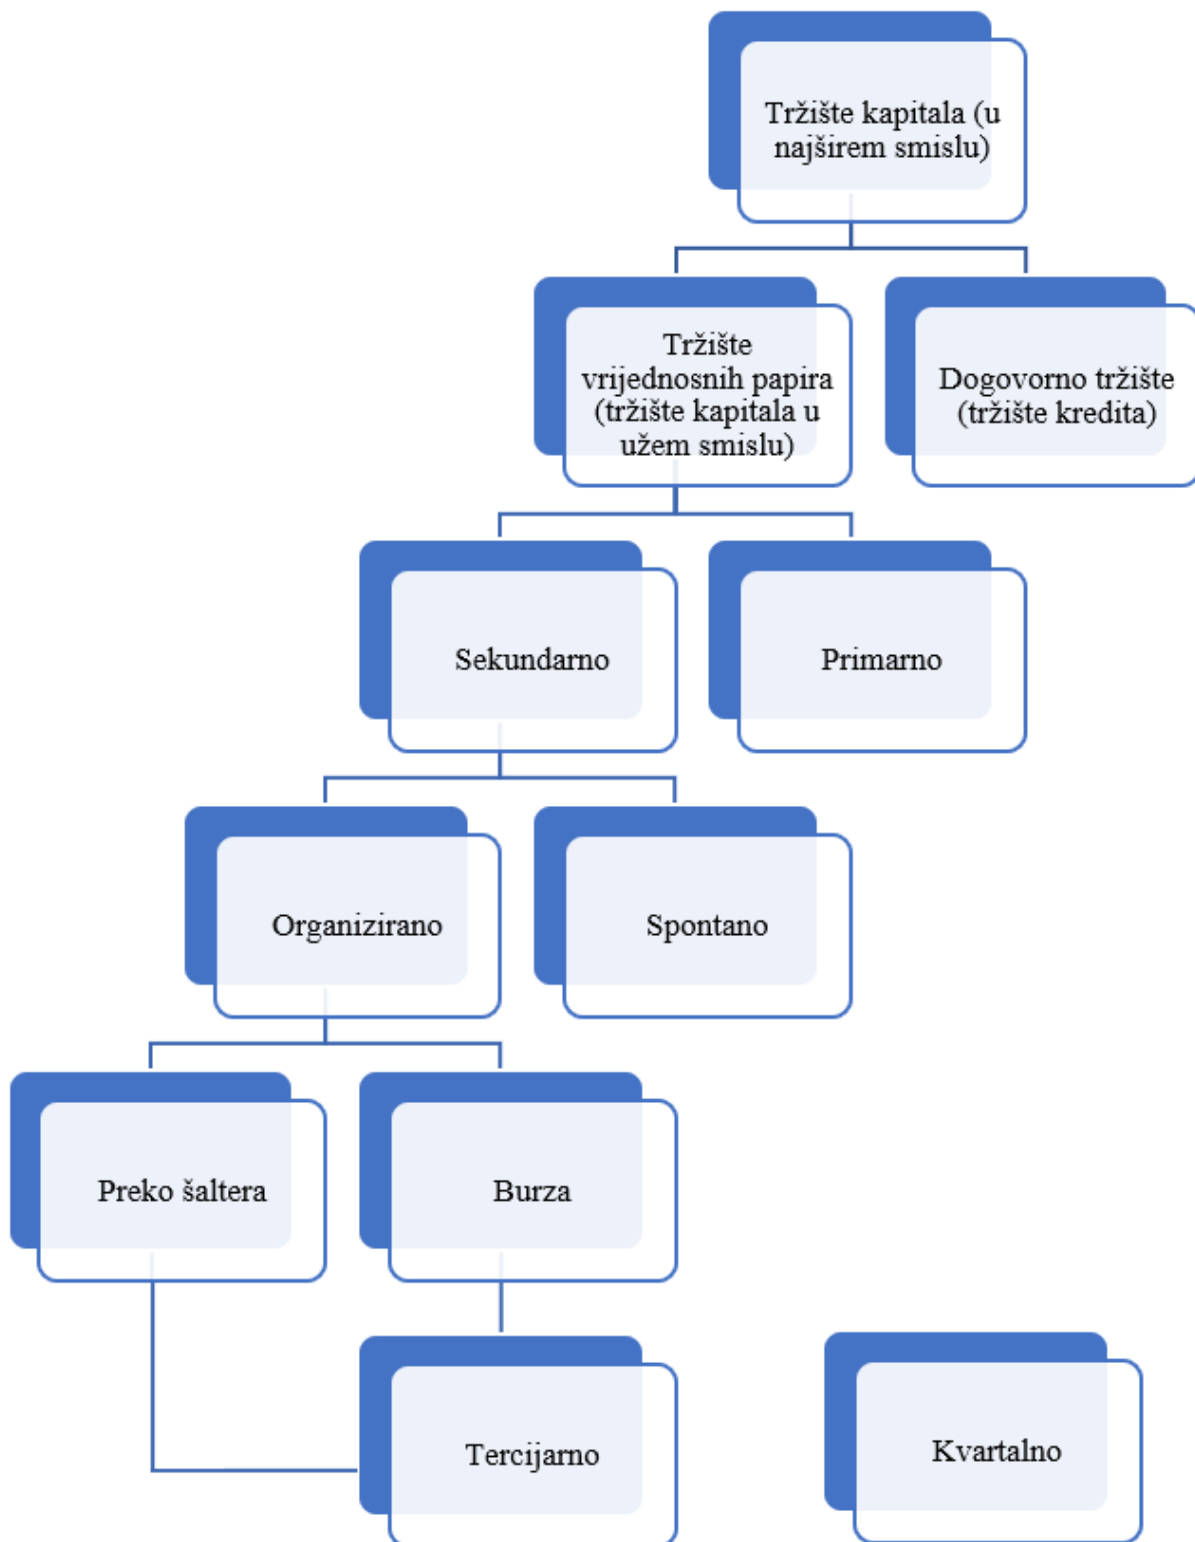 Tržište kapitala (u
najširem smislu)
Tržište
vrijednosnih papira
(tržište kapitala u
užem smislu)
Dogovorno tržište
(tržište kredita)
Sekundarno
Primarno
Organizirano
Spontano
Preko šaltera
Burza
Tercijarno
Kvartalno